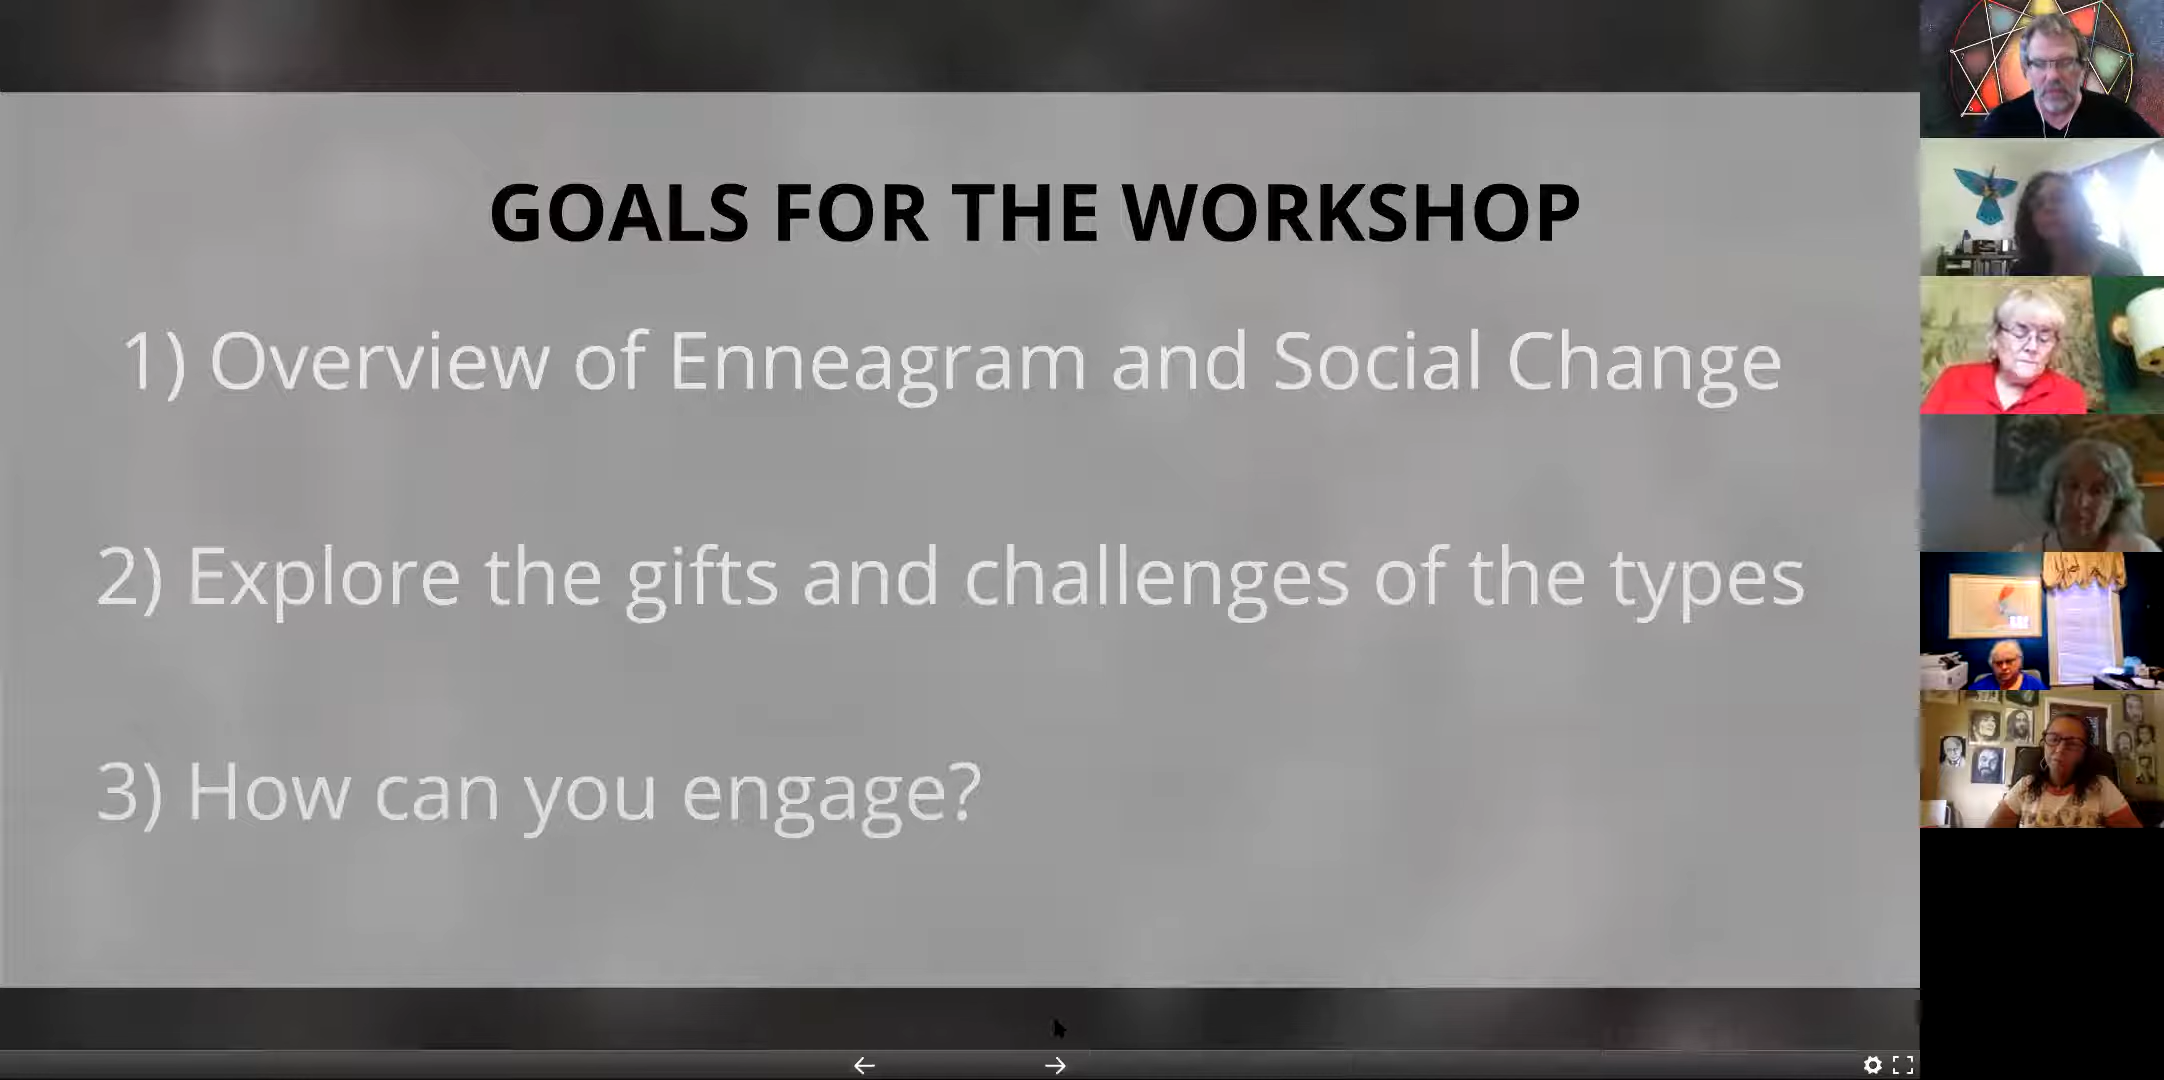 GOALS FOR THE WORKSHOP
1) Overview of Enneagram and Social Change
2) Explore the gifts and challenges of the types
3) How can you engage?